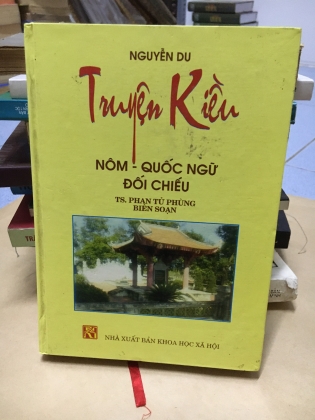 NGUYỄN DU
Truyện Kiều
NÔM - QUỐC NGỮ
ĐỐI CHIẾU
TS. PHAN TỬ PHÙNG
BIÊN SOẠN
NHÀ XUẤT BẢN KHOA HỌC XÃ HỘI